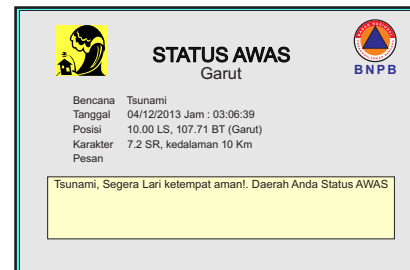 STATUS AWAS
Garut
BNPB
Bencana Tsunami
Tanggal 04/12/2013 Jam : 03:06:39
Posisi 10.00 LS, 107.71 BT (Garut)
Karakter 7.2 SR, kedalaman 10 Km
Pesan
Tsunami, Segera Lari ketempat aman!. Daerah Anda Status AWAS